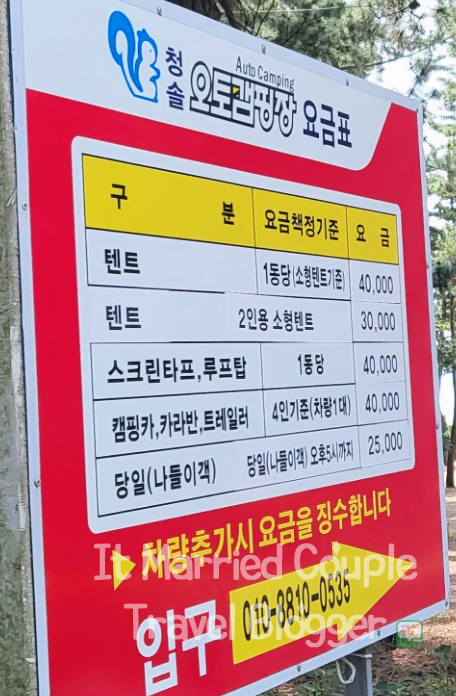 청솔 Auto Camping 오토캠핑장 요금표
구 분 요금책정기준 요 금
텐트 1동당(소형텐트기준) 40,000
텐트 2인용 소형텐트 30,000
스크린타프,루프탑 1동당 40,000
캠핑카,카라반,트레일러 4인기준(차량1대) 40,000
당일(나들이객) 당일(나들이객) 오후5시까지 25,000
▶ 차량추가시 요금을 징수합니다
It Married Couple
입구 010-8810-0535
Travel Blogger